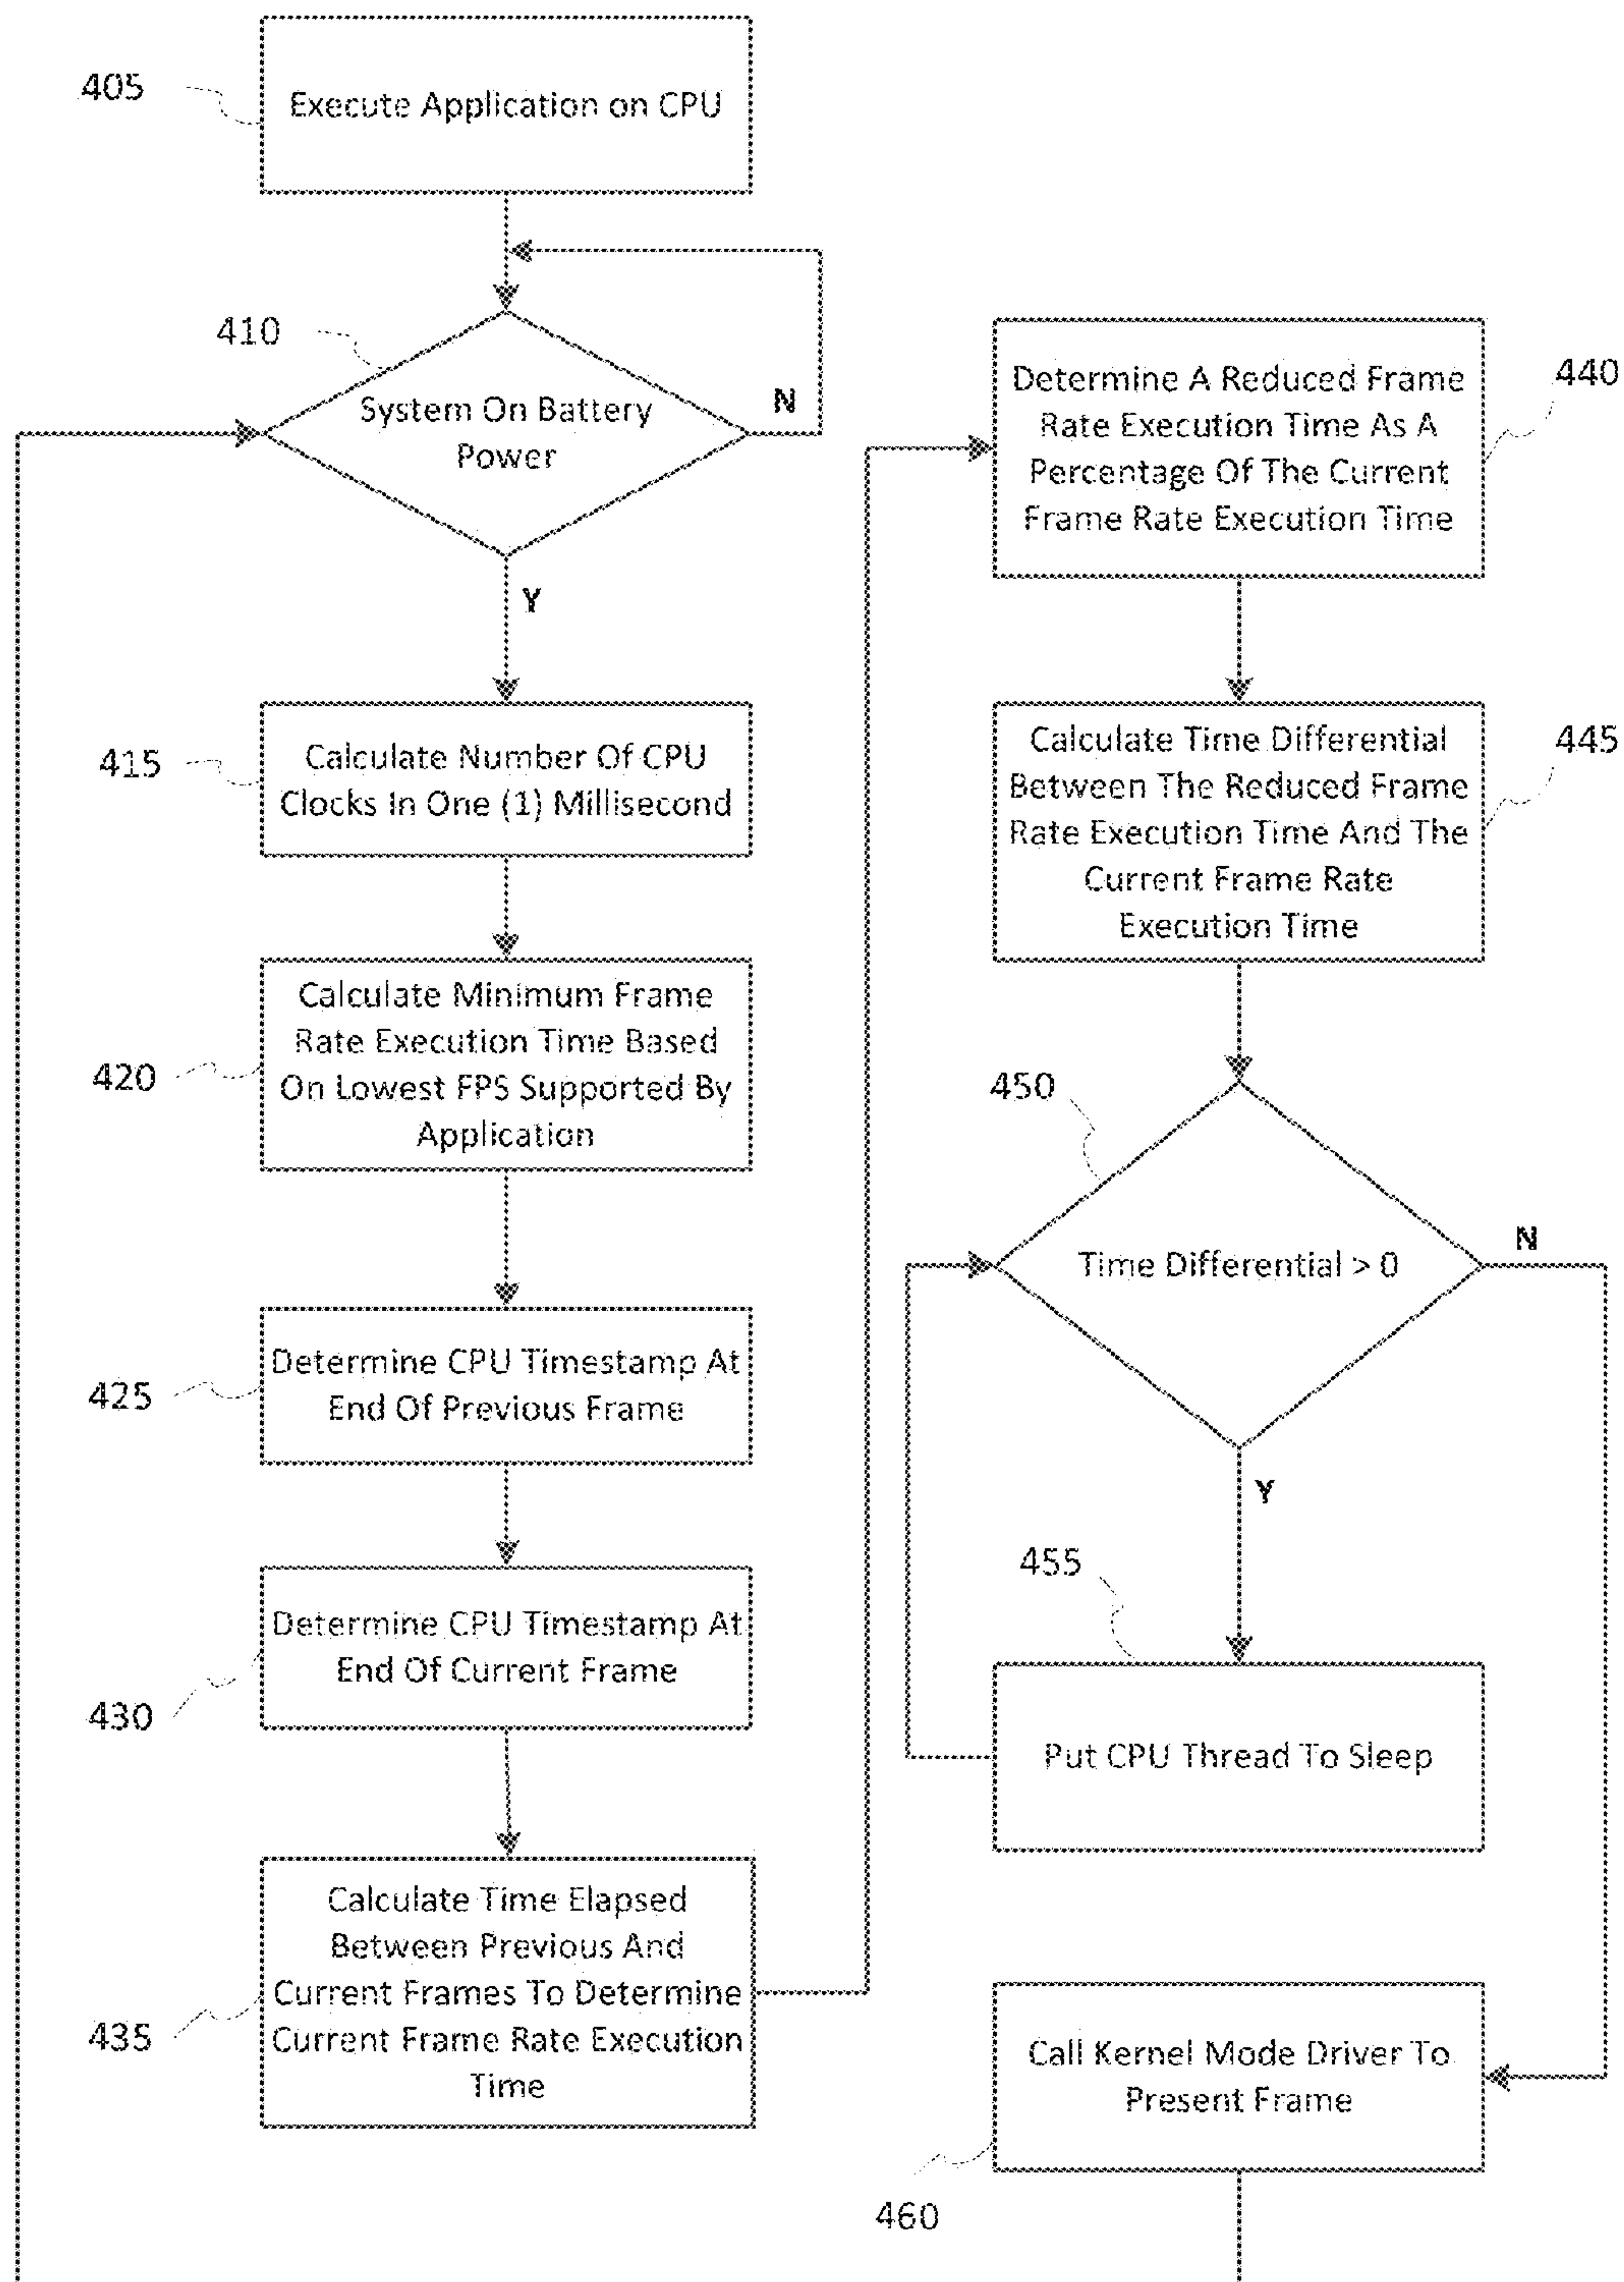 405
Execute Application on CPU
410
System On Battery
Power
N
Y
415
Calculate Number Of CPU
Clocks In One (1) Millisecond
420
Calculate Minimum Frame
Rate Execution Time Based
On Lowest FPS Supported By
Application
425
Determine CPU Timestamp At
End Of Previous Frame
430
Determine CPU Timestamp At
End Of Current Frame
435
Calculate Time Elapsed
Between Previous And
Current Frames To Determine
Current Frame Rate Execution
Time
440
Determine A Reduced Frame
Rate Execution Time As A
Percentage Of The Current
Frame Rate Execution Time
445
Calculate Time Differential
Between The Reduced Frame
Rate Execution Time And The
Current Frame Rate
Execution Time
450
Time Differential > 0
N
Y
455
Put CPU Thread To Sleep
Call Kernel Mode Driver To
Present Frame
460